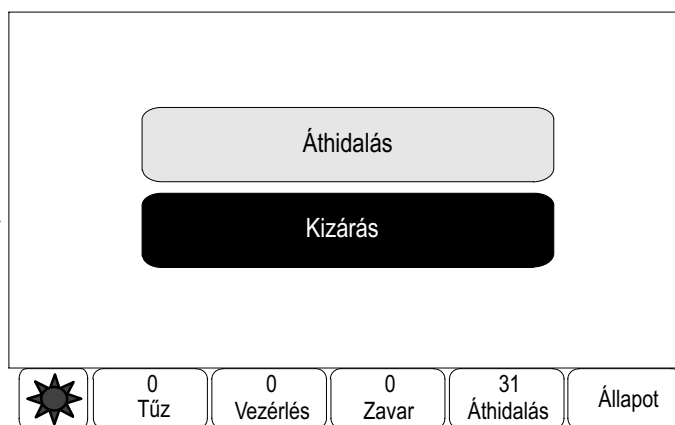 Áthidalás
Kizárás
0
Tűz
0
Vezérlés
0
Zavar
31
Áthidalás
Állapot